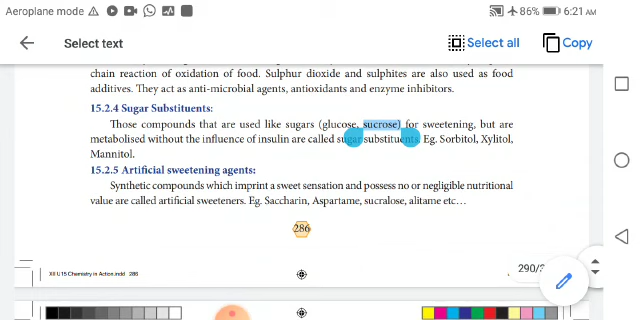 Aeroplane mode
86% 6:21 AM
Select text
Select all
Copy
chain reaction of oxidation of food. Sulphur dioxide and sulphites are also used as food
additives. They act as anti-microbial agents, antioxidants and enzyme inhibitors.
15.2.4 Sugar Substituents:
Those compounds that are used like sugars (glucose, sucrose) for sweetening, but are
metabolised without the influence of insulin are called sugar substituents. Eg. Sorbitol, Xylitol,
Mannitol.
15.2.5 Artificial sweetening agents:
Synthetic compounds which imprint a sweet sensation and possess no or negligible nutritional
value are called artificial sweeteners. Eg. Saccharin, Aspartame, sucralose, alitame etc…
286
290/3
XII U15 Chemistry in Action.indd 286